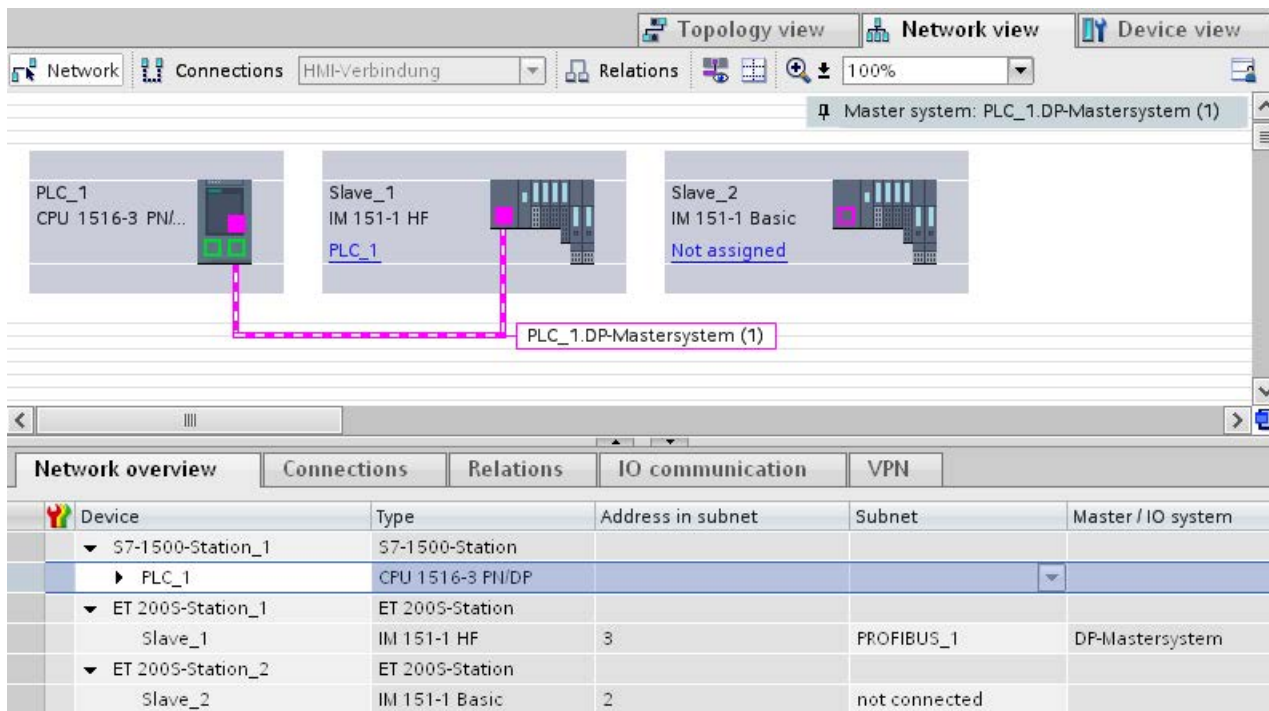 Topology view Network view Device view
Network Connections HMI-Verbindung Relations 100%
Master system: PLC_1.DP-Mastersystem (1)
PLC_1
CPU 1516-3 PN/...
Slave_1
IM 151-1 HF
PLC_1
Slave_2
IM 151-1 Basic
Not assigned
PLC_1.DP-Mastersystem (1)
Network overview Connections Relations IO communication VPN
Device Type Address in subnet Subnet Master / IO system
S7-1500-Station_1 S7-1500-Station
PLC_1 CPU 1516-3 PN/DP
ET 200S-Station_1 ET 200S-Station
Slave_1 IM 151-1 HF 3 PROFIBUS_1 DP-Mastersystem
ET 200S-Station_2 ET 200S-Station
Slave_2 IM 151-1 Basic 2 not connected